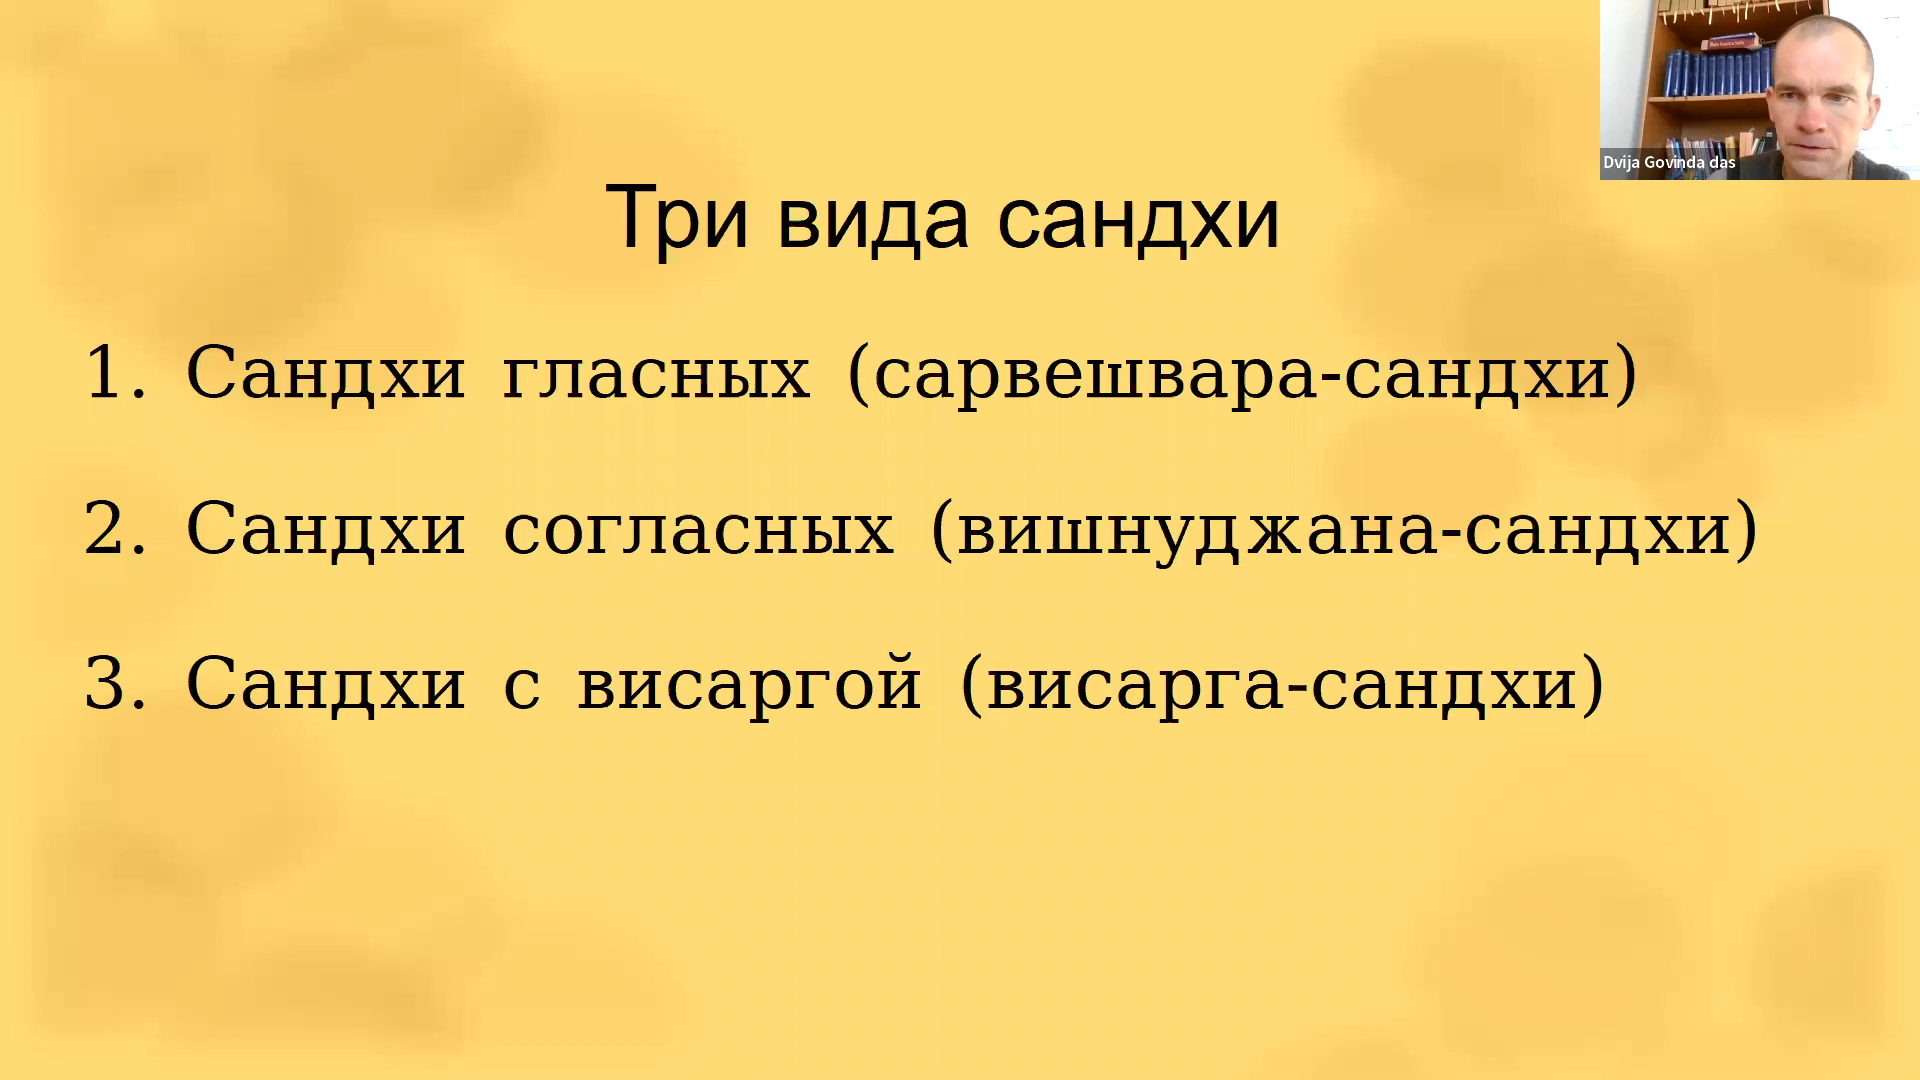 Три вида сандхи
1. Сандхи гласных (сарвешвара-сандхи)
2. Сандхи согласных (вишнуджана-сандхи)
3. Сандхи с висаргой (висарга-сандхи)
Dvija Govinda das